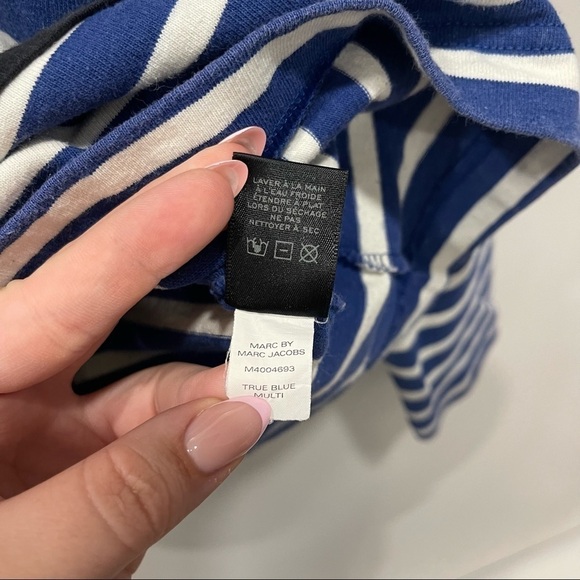 LAVER À LA MAIN
À L'EAU FROIDE
ÉTENDRE À PLAT
LORS DU SÉCHAGE
NE PAS
NETTOYER À SEC
MARC BY
MARC JACOBS
M4004693
TRUE BLUE
MULTI